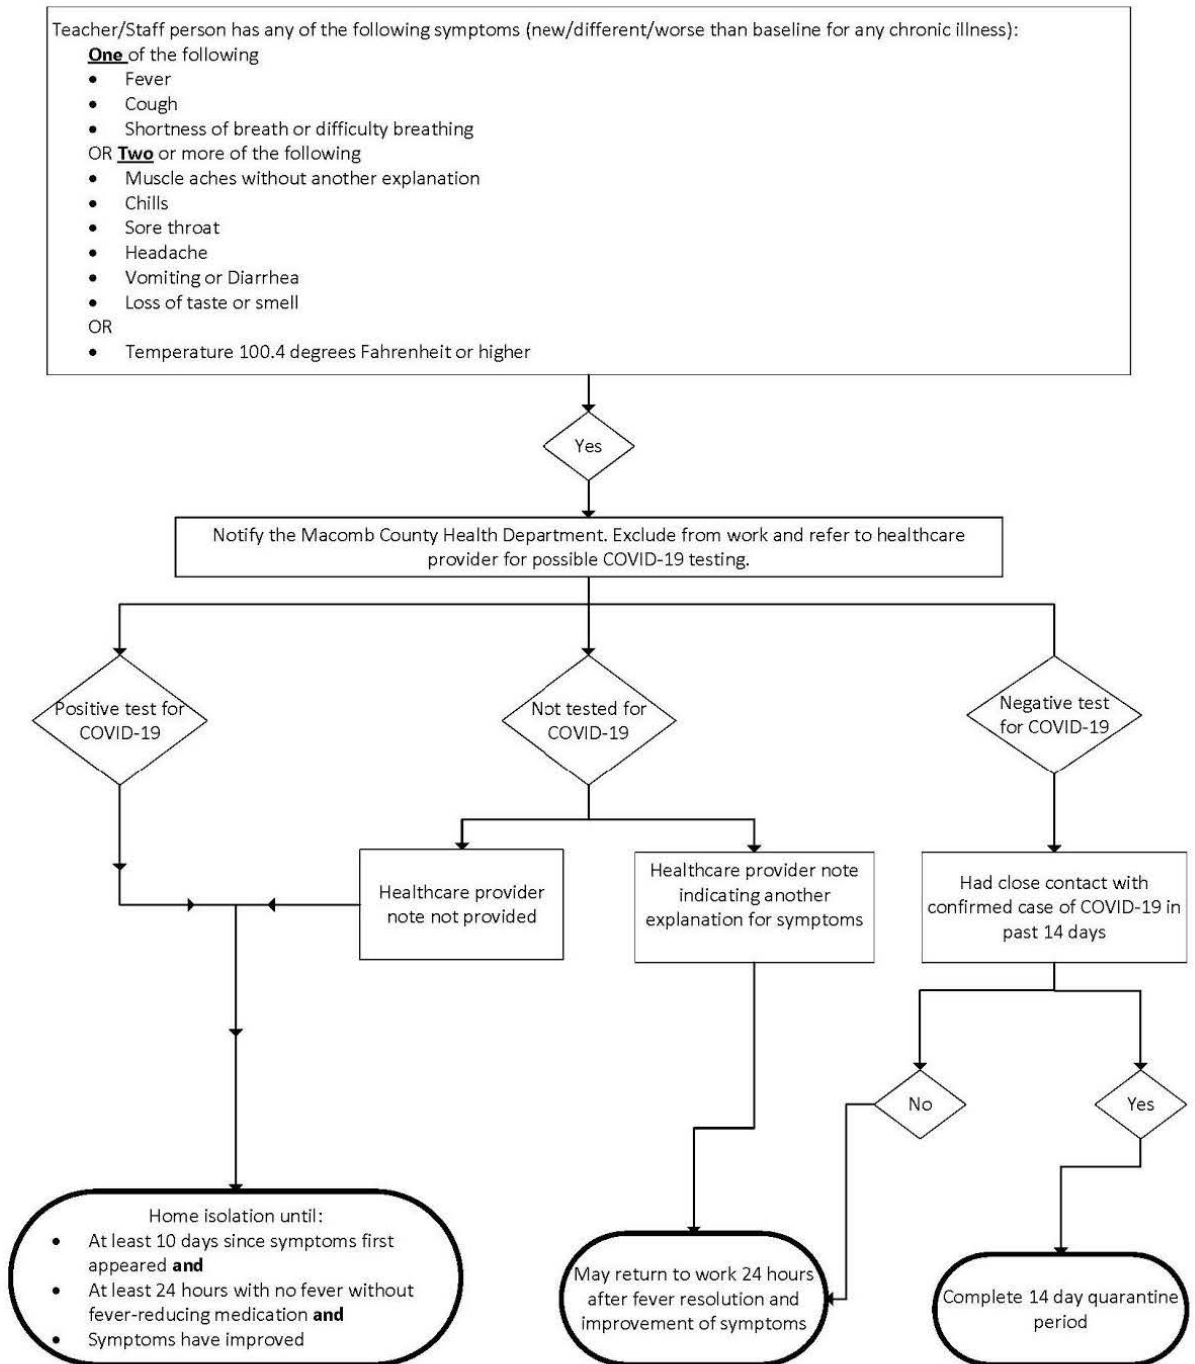 Teacher/Staff person has any of the following symptoms (new/different/worse than baseline for any chronic illness):
One of the following
• Fever
• Cough
• Shortness of breath or difficulty breathing
OR Two or more of the following
• Muscle aches without another explanation
• Chills
• Sore throat
• Headache
• Vomiting or Diarrhea
• Loss of taste or smell
OR
• Temperature 100.4 degrees Fahrenheit or higher
Yes
Notify the Macomb County Health Department. Exclude from work and refer to healthcare
provider for possible COVID-19 testing.
Positive test for
COVID-19
Not tested for
COVID-19
Negative test
for COVID-19
Healthcare provider
note not provided
Healthcare provider note
indicating another
explanation for symptoms
Had close contact with
confirmed case of COVID-19 in
past 14 days
No
Yes
Home isolation until:
• At least 10 days since symptoms first
appeared and
• At least 24 hours with no fever without
fever-reducing medication and
• Symptoms have improved
May return to work 24 hours
after fever resolution and
improvement of symptoms
Complete 14 day quarantine
period